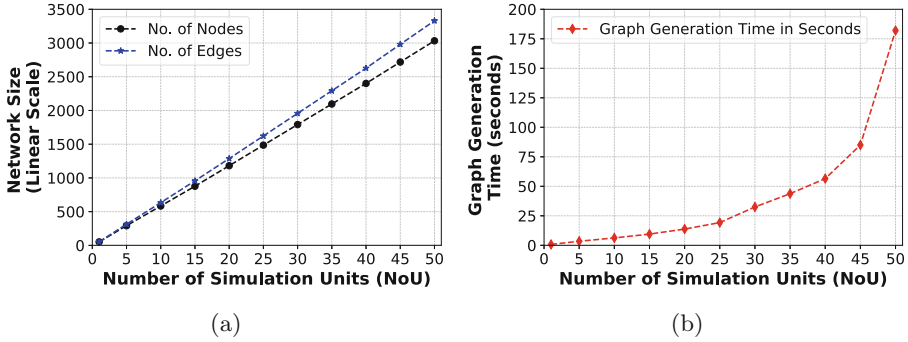 No. of Nodes
No. of Edges
3500
3000
2500
2000
1500
1000
500
0
Network Size
(Linear Scale)
0 5 10 15 20 25 30 35 40 45 50
Number of Simulation Units (NoU)
(a)
Graph Generation Time in Seconds
200
175
150
125
100
75
50
25
0
Graph Generation
Time (seconds)
0 5 10 15 20 25 30 35 40 45 50
Number of Simulation Units (NoU)
(b)